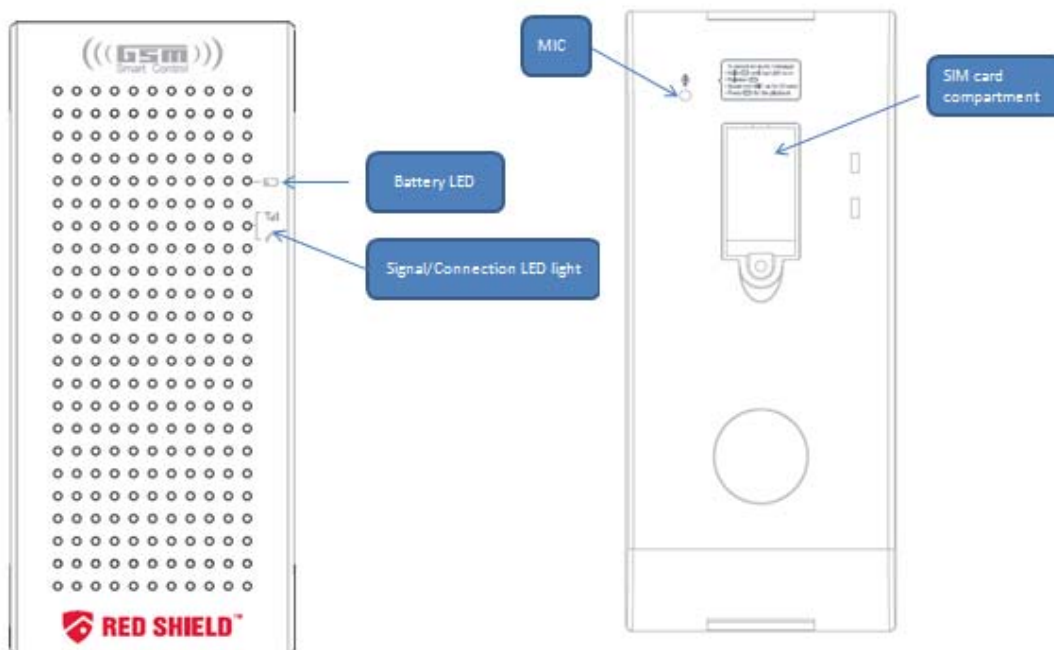 GSM
Smart Control
Battery LED
Signal/Connection LED light
RED SHIELD™
MIC
SIM card
compartment